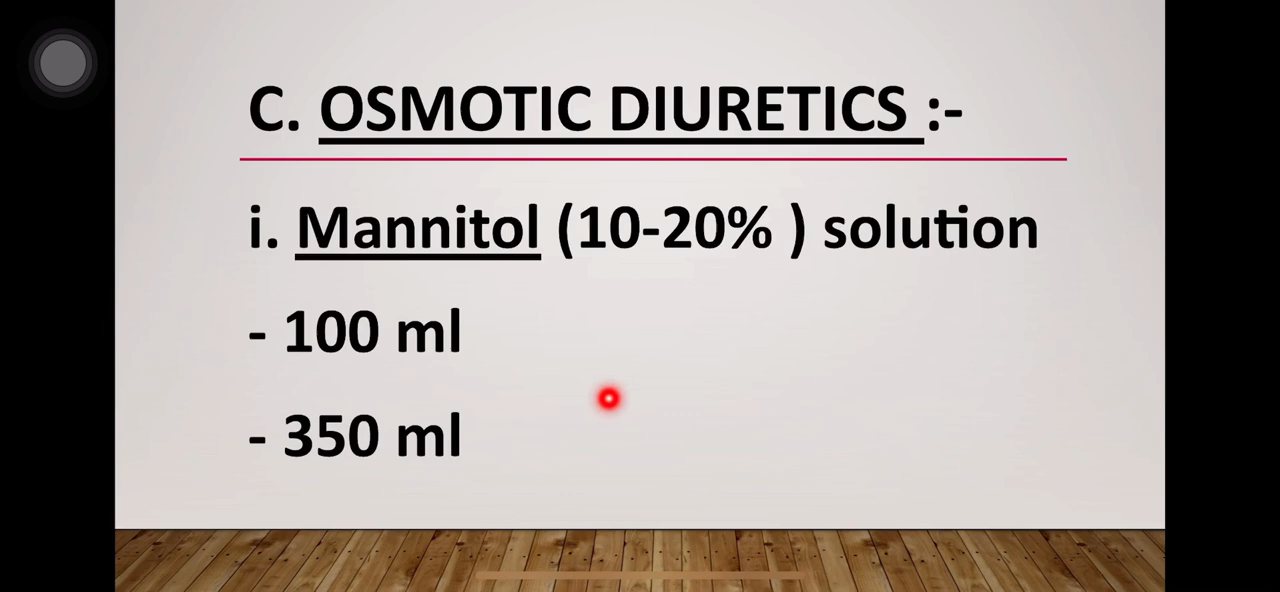 C. OSMOTIC DIURETICS :-
i. Mannitol (10-20% ) solution
- 100 ml
- 350 ml